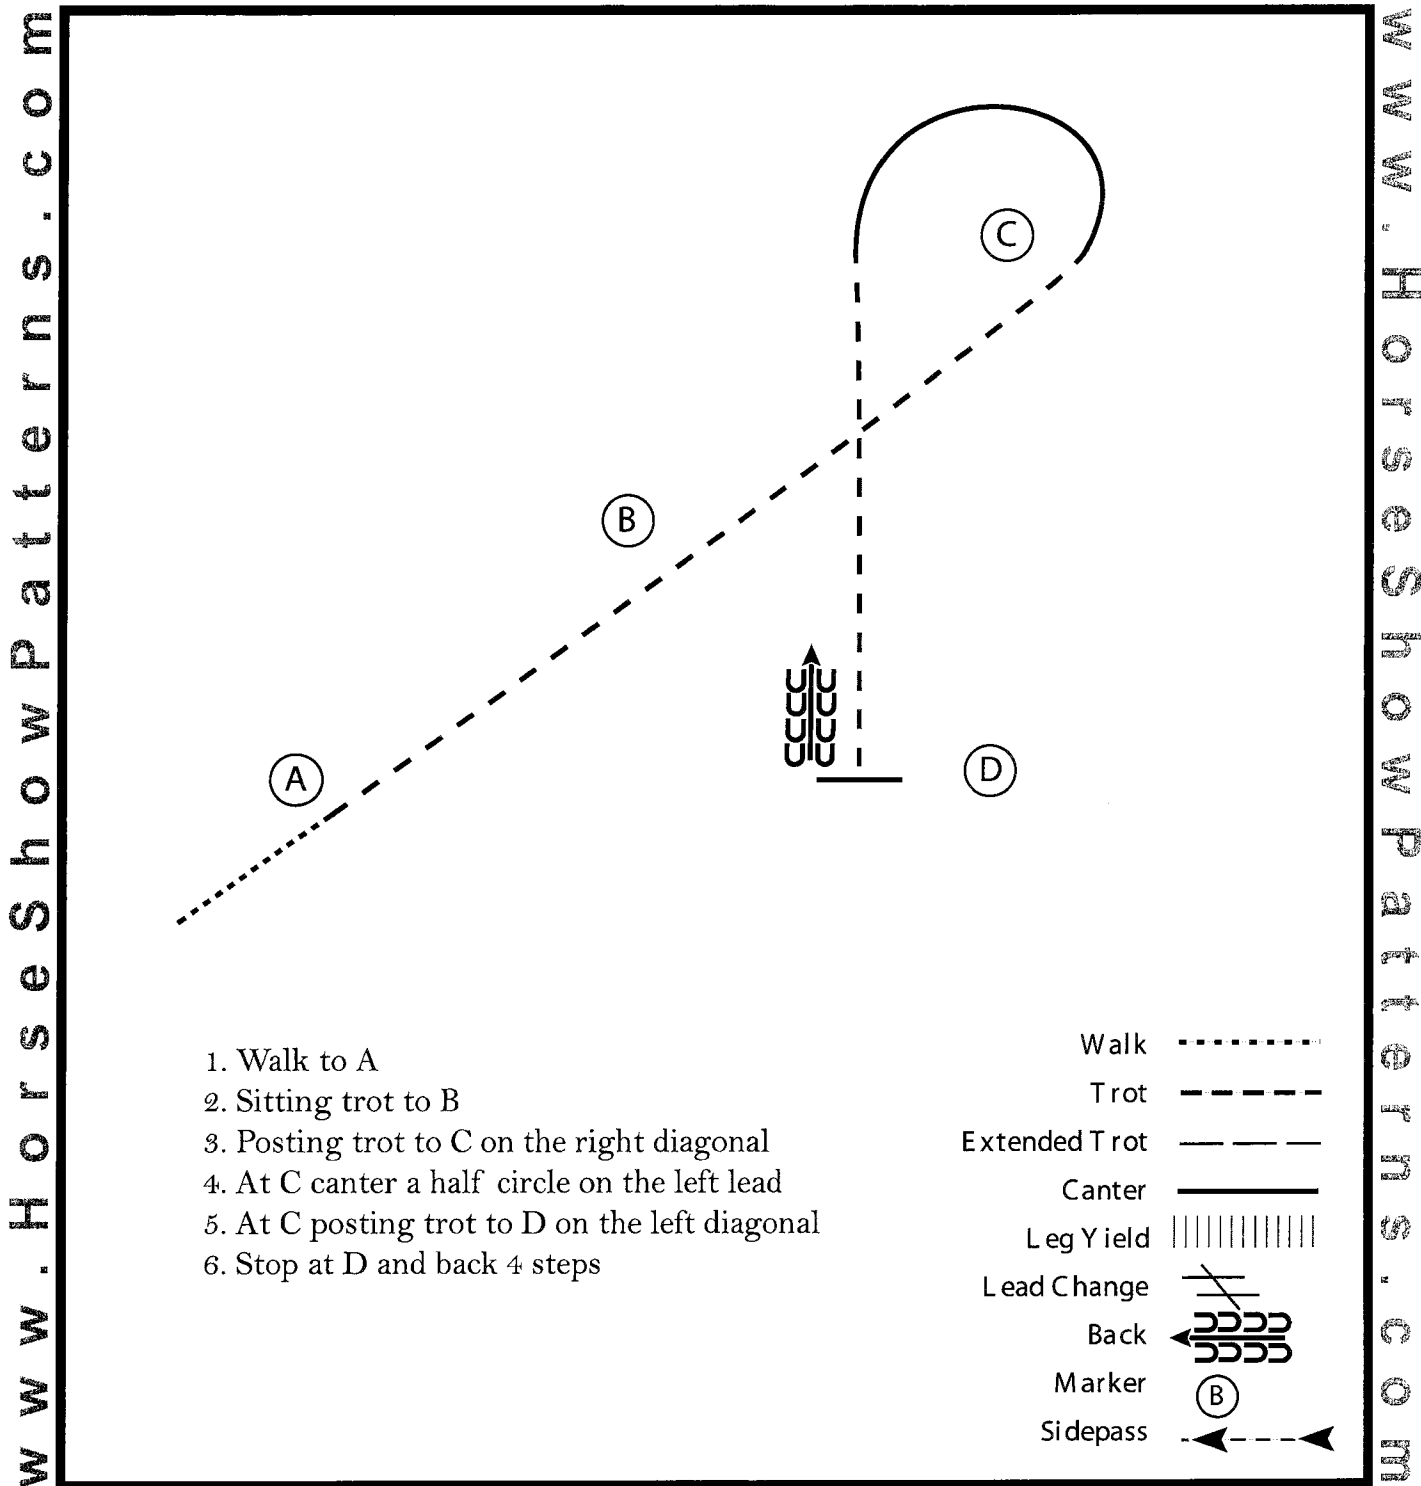 www.HorseShowPatterns.com
www.HorseShowPatterns.com
C
B
A
D
1. Walk to A
2. Sitting trot to B
3. Posting trot to C on the right diagonal
4. At C canter a half circle on the left lead
5. At C posting trot to D on the left diagonal
6. Stop at D and back 4 steps
Walk
Trot
Extended Trot
Canter
Leg Yield
Lead Change
Back
Marker B
Sidepass